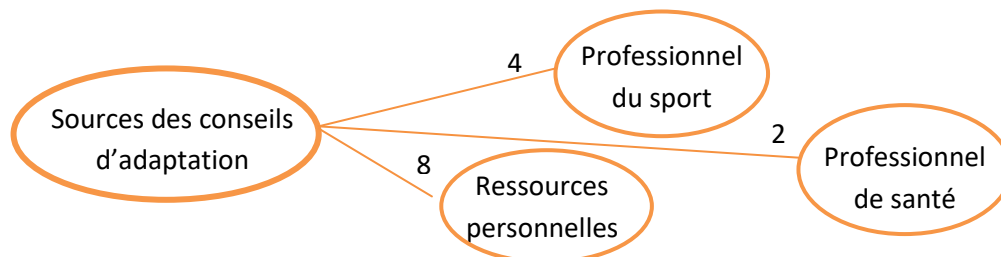 Sources des conseils
d’adaptation
4
Professionnel
du sport
2
Professionnel
de santé
8
Ressources
personnelles